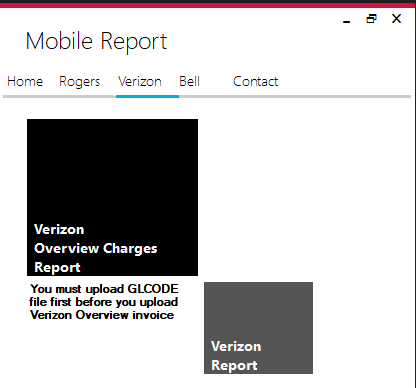 Mobile Report
Home Rogers Verizon Bell Contact
Verizon
Overview Charges
Report
You must upload GLCODE
file first before you upload
Verizon Overview invoice
Verizon
Report